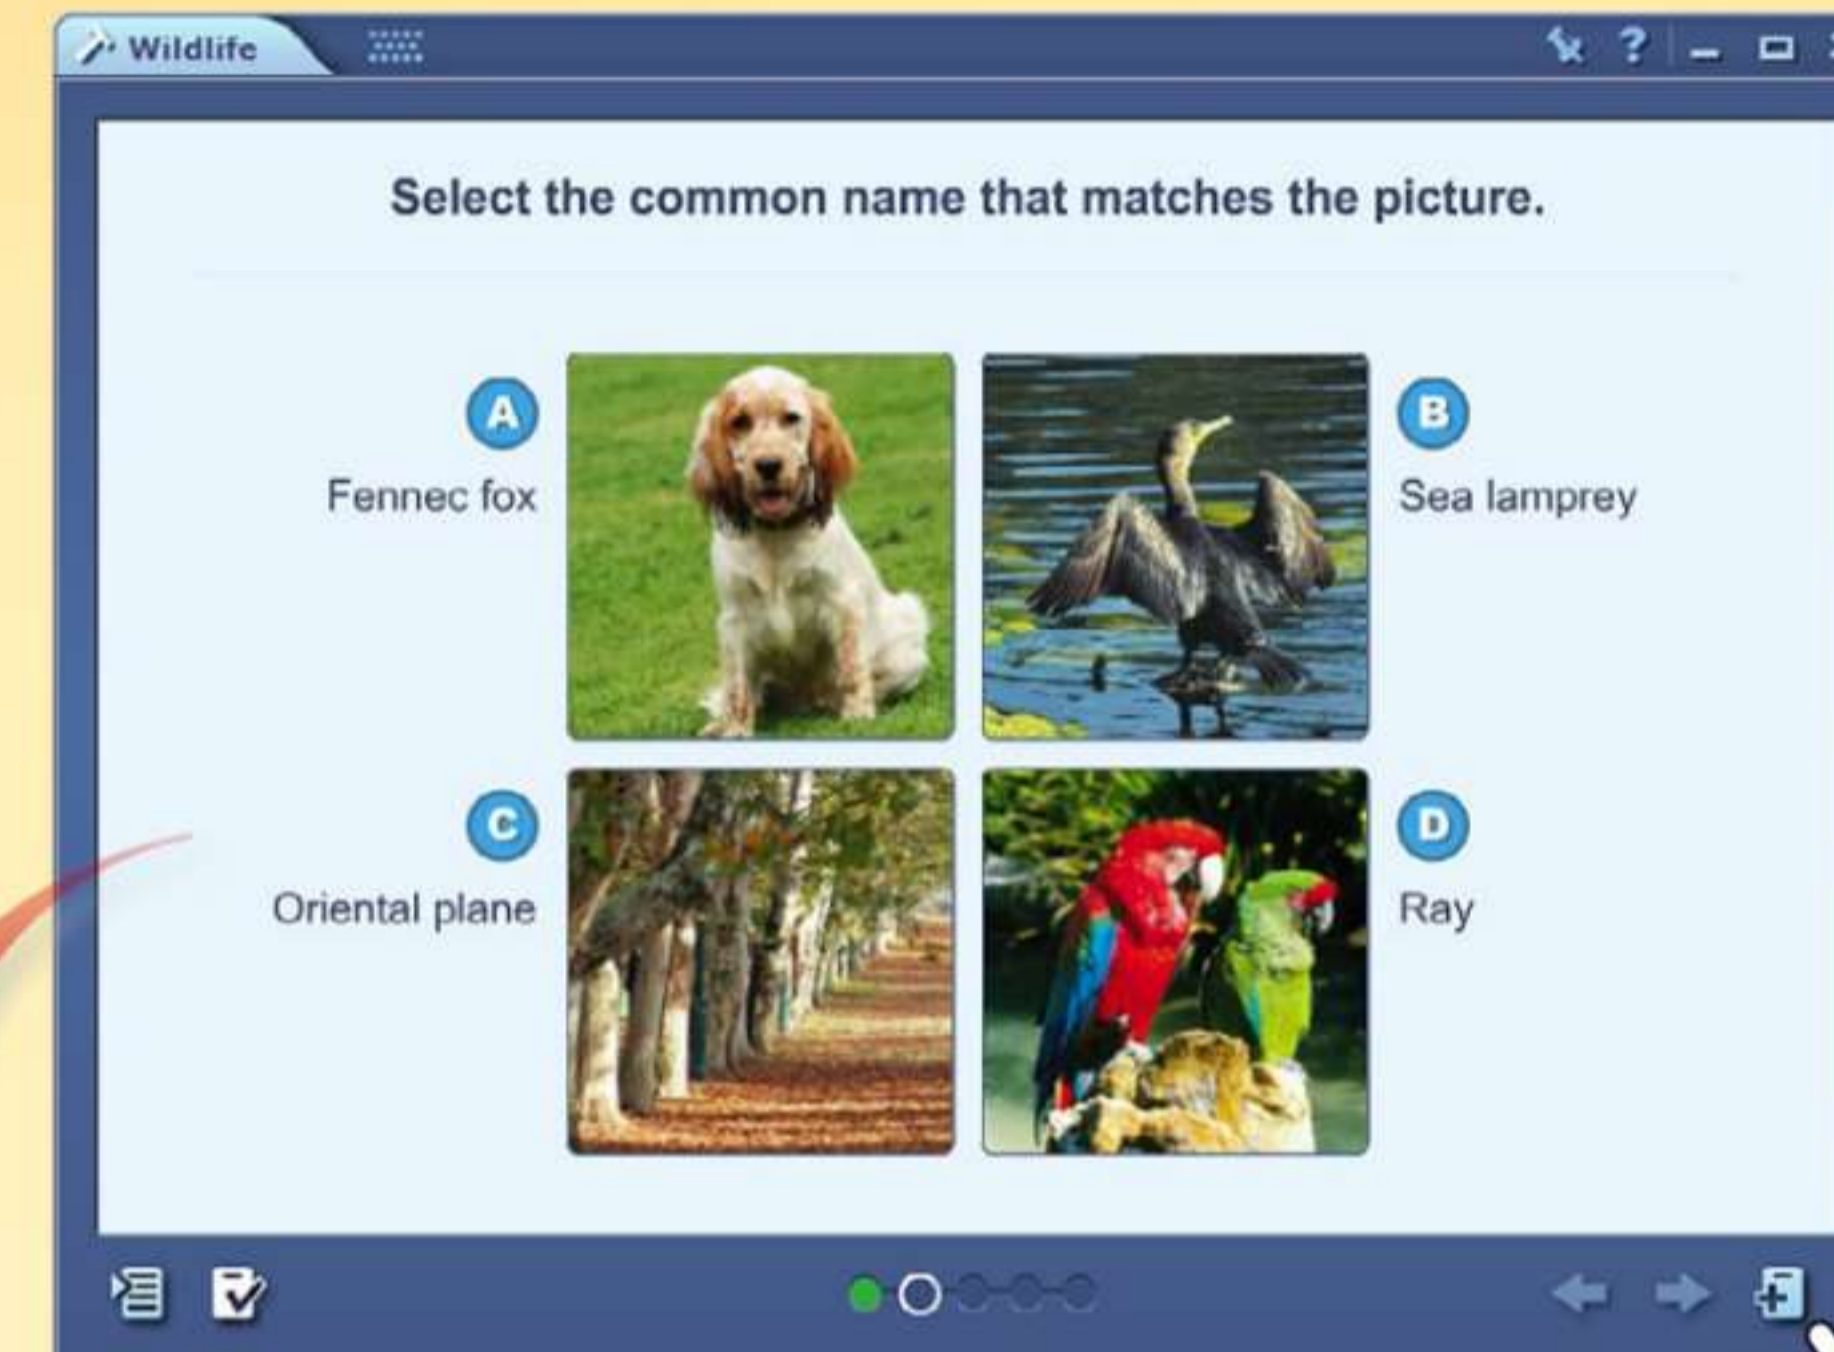 Wildlife
?
Select the common name that matches the picture.
A
Fennec fox
B
Sea lamprey
C
Oriental plane
D
Ray